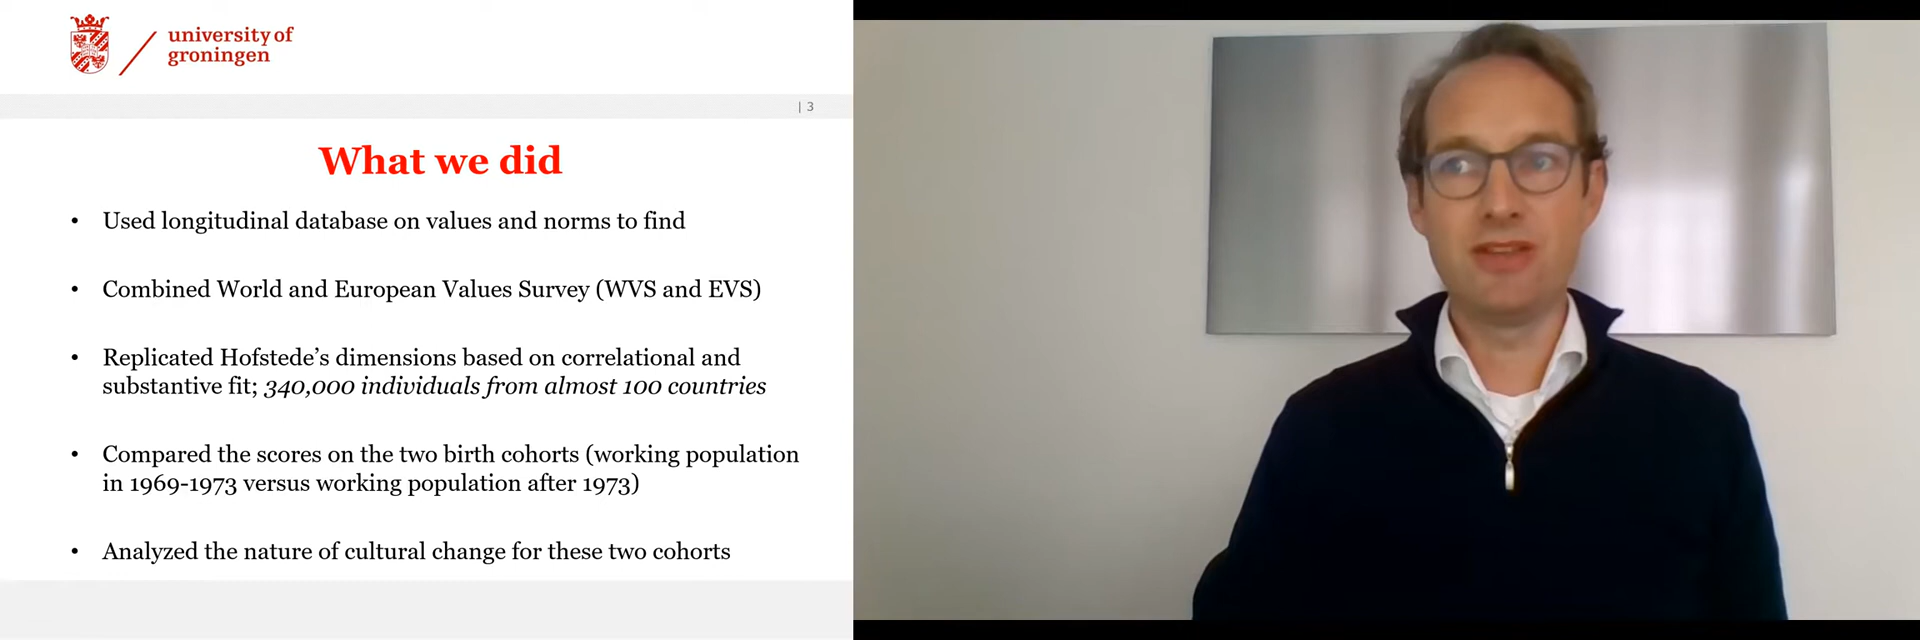 university of
groningen
| 3
What we did
• Used longitudinal database on values and norms to find
• Combined World and European Values Survey (WVS and EVS)
• Replicated Hofstede’s dimensions based on correlational and
substantive fit; 340,000 individuals from almost 100 countries
• Compared the scores on the two birth cohorts (working population
in 1969-1973 versus working population after 1973)
• Analyzed the nature of cultural change for these two cohorts